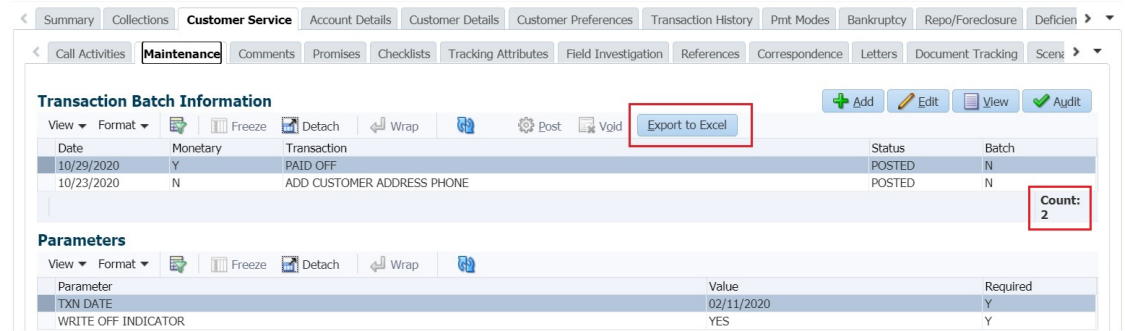 Summary Collections Customer Service Account Details Customer Details Customer Preferences Transaction History Pmt Modes Bankruptcy Repo/Foreclosure Deficien
Call Activities Maintenance Comments Promises Checklists Tracking Attributes Field Investigation References Correspondence Letters Document Tracking Scena
Transaction Batch Information Add Edit View Audit
View Format Freeze Detach Wrap Post Void Export to Excel
Date Monetary Transaction Status Batch
10/29/2020 Y PAID OFF POSTED N
10/23/2020 N ADD CUSTOMER ADDRESS PHONE POSTED N
Count:
2
Parameters
View Format Freeze Detach Wrap
Parameter Value Required
TXN DATE 02/11/2020 Y
WRITE OFF INDICATOR YES Y